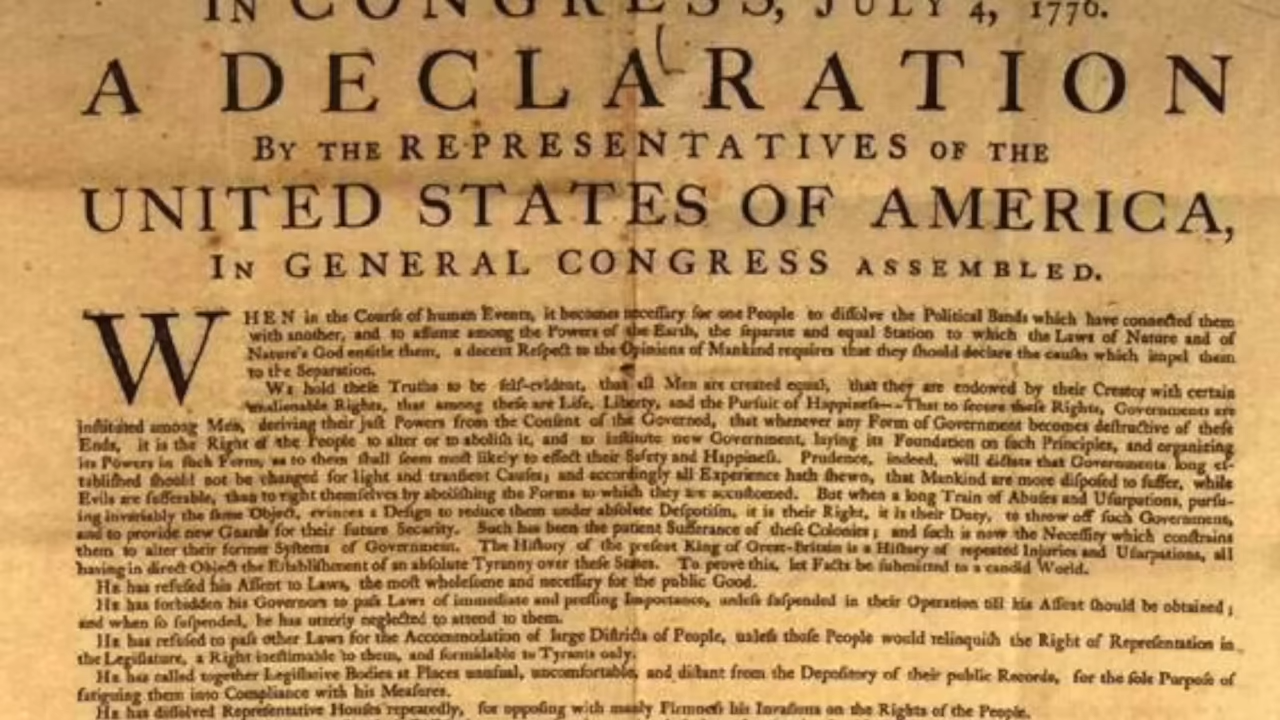 IN CONGRESS, JULY 4, 1776.
A DECLARATION
BY THE REPRESENTATIVES OF THE
UNITED STATES OF AMERICA,
IN GENERAL CONGRESS ASSEMBLED.
WHEN in the Courſe of human Events, it becomes neceſſary for one People to diſſolve the Political Bands which have connected them
with another, and to aſſume among the Powers of the Earth, the ſeparate and equal Station to which the Laws of Nature and of
Nature's God entitle them, a decent Reſpect to the Opinions of Mankind requires that they ſhould declare the cauſes which impel them
to the Separation.
WE hold theſe Truths to be ſelf-evident, that all Men are created equal, that they are endowed by their Creator with certain
unalienable Rights, that among theſe are Life, Liberty, and the Purſuit of Happineſs--That to ſecure theſe Rights, Governments are
inſtituted among Men, deriving their juſt Powers from the Conſent of the Governed, that whenever any Form of Government becomes deſtructive of theſe
Ends, it is the Right of the People to alter or to aboliſh it, and to inſtitute new Government, laying its Foundation on ſuch Principles, and organizing
its Powers in ſuch Form, as to them ſhall ſeem moſt likely to effect their Safety and Happineſs. Prudence, indeed, will dictate that Governments long eſ-
tabliſhed ſhould not be changed for light and tranſient Cauſes; and accordingly all Experience hath ſhewn, that Mankind are more diſpoſed to ſuffer, while
Evils are ſufferable, than to right themſelves by aboliſhing the Forms to which they are accuſtomed. But when a long Train of Abuſes and Uſurpations, purſu-
ing invariably the ſame Object, evinces a Deſign to reduce them under abſolute Deſpotiſm, it is their Right, it is their Duty, to throw off ſuch Government,
and to provide new Guards for their future Security. Such has been the patient Sufferance of theſe Colonies; and ſuch is now the Neceſſity which conſtrains
them to alter their former Syſtems of Government. The Hiſtory of the preſent King of Great-Britain is a Hiſtory of repeated Injuries and Uſurpations, all
having in direct Object the Eſtabliſhment of an abſolute Tyranny over theſe States. To prove this, let Facts be ſubmitted to a candid World.
HE has refuſed his Aſſent to Laws, the moſt wholeſome and neceſſary for the public Good.
HE has forbidden his Governors to paſs Laws of immediate and preſſing Importance, unleſs ſuſpended in their Operation till his Aſſent ſhould be obtained;
and when ſo ſuſpended, he has utterly neglected to attend to them.
HE has refuſed to paſs other Laws for the Accommodation of large Diſtricts of People, unleſs thoſe People would relinquiſh the Right of Repreſentation in
the Legiſlature, a Right ineſtimable to them, and formidable to Tyrants only.
HE has called together Legiſlative Bodies at Places unuſual, uncomfortable, and diſtant from the Depoſitory of their public Records, for the ſole Purpoſe of
fatiguing them into Compliance with his Meaſures.
HE has diſſolved Repreſentative Houſes repeatedly, for oppoſing with manly Firmneſs his Invaſions on the Rights of the People.